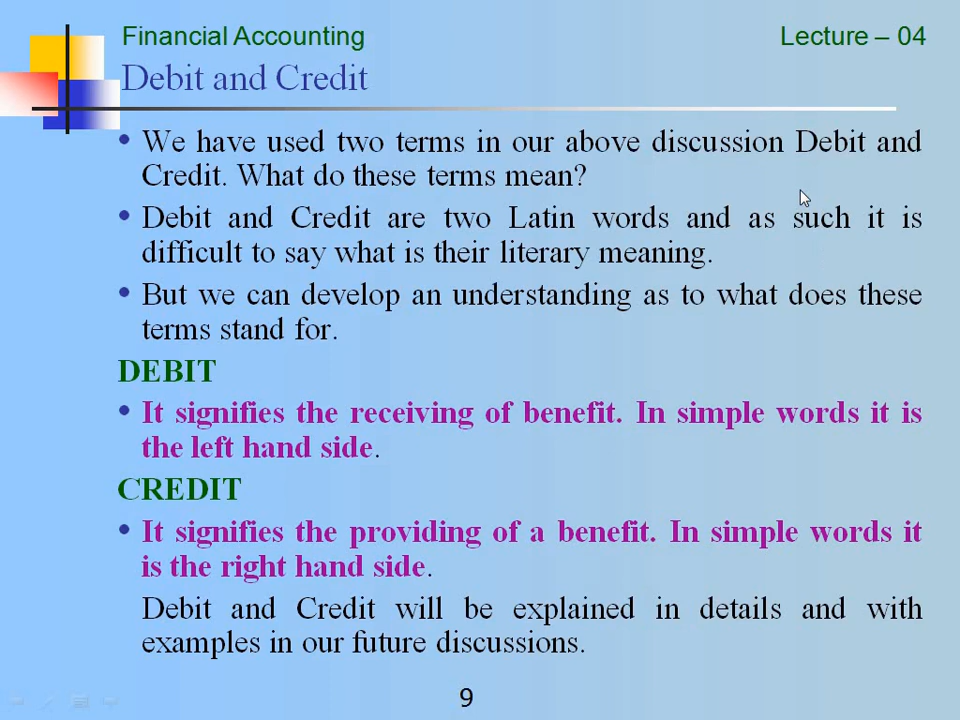 Financial Accounting
Lecture – 04
Debit and Credit
• We have used two terms in our above discussion Debit and
Credit. What do these terms mean?
• Debit and Credit are two Latin words and as such it is
difficult to say what is their literary meaning.
• But we can develop an understanding as to what does these
terms stand for.
DEBIT
• It signifies the receiving of benefit. In simple words it is
the left hand side.
CREDIT
• It signifies the providing of a benefit. In simple words it
is the right hand side.
Debit and Credit will be explained in details and with
examples in our future discussions.
9